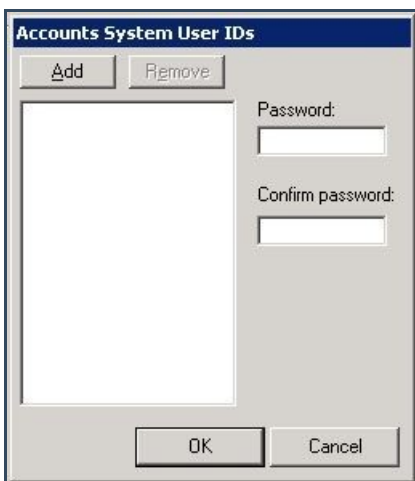 Accounts System User IDs
Add Remove
Password:
Confirm password:
OK Cancel